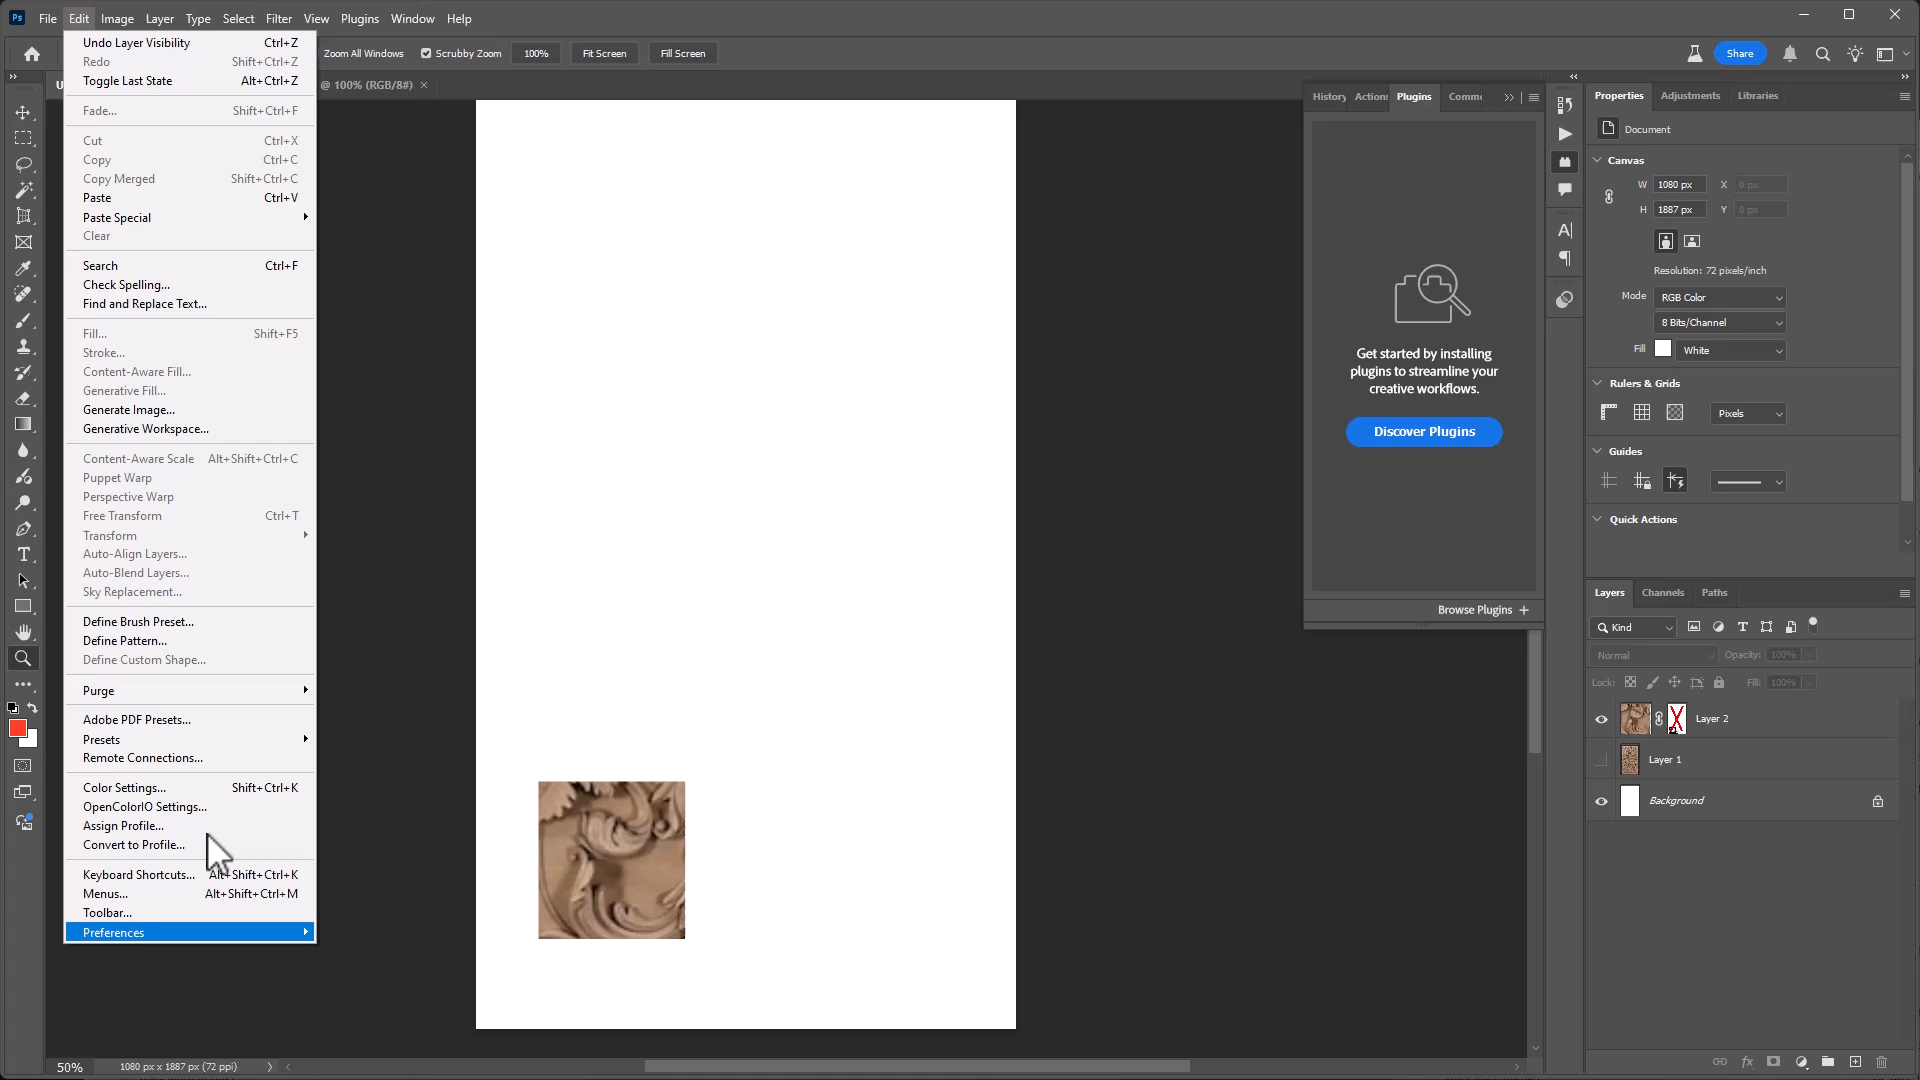 Ps File Edit Image Layer Type Select Filter View Plugins Window Help
Zoom All Windows Scrubby Zoom 100% Fit Screen Fill Screen Share
U @ 100% (RGB/8#) ×
Undo Layer Visibility Ctrl+Z
Redo Shift+Ctrl+Z
Toggle Last State Alt+Ctrl+Z
Fade... Shift+Ctrl+F
Cut Ctrl+X
Copy Ctrl+C
Copy Merged Shift+Ctrl+C
Paste Ctrl+V
Paste Special
Clear
Search Ctrl+F
Check Spelling...
Find and Replace Text...
Fill... Shift+F5
Stroke...
Content-Aware Fill...
Generative Fill...
Generate Image...
Generative Workspace...
Content-Aware Scale Alt+Shift+Ctrl+C
Puppet Warp
Perspective Warp
Free Transform Ctrl+T
Transform
Auto-Align Layers...
Auto-Blend Layers...
Sky Replacement...
Define Brush Preset...
Define Pattern...
Define Custom Shape...
Purge
Adobe PDF Presets...
Presets
Remote Connections...
Color Settings... Shift+Ctrl+K
OpenColorIO Settings...
Assign Profile...
Convert to Profile...
Keyboard Shortcuts... Alt+Shift+Ctrl+K
Menus... Alt+Shift+Ctrl+M
Toolbar...
Preferences
50% 1080 px x 1887 px (72 ppi)
History Actions Plugins Comme
Get started by installing
plugins to streamline your
creative workflows.
Discover Plugins
Browse Plugins +
Properties Adjustments Libraries
Document
Canvas
W 1080 px X 0 px
H 1887 px Y 0 px
Resolution: 72 pixels/inch
Mode RGB Color
8 Bits/Channel
Fill White
Rulers & Grids
Pixels
Guides
Quick Actions
Layers Channels Paths
Kind
Normal Opacity: 100%
Lock: Fill: 100%
Layer 2
Layer 1
Background